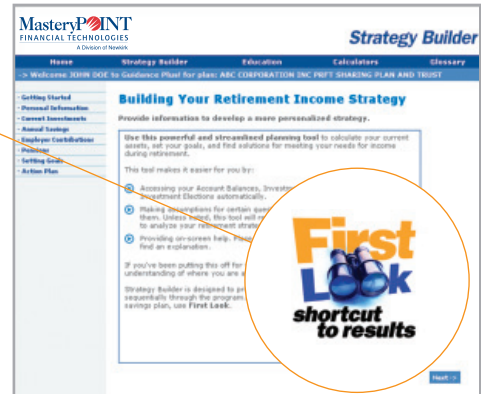 MasteryPOINT
FINANCIAL TECHNOLOGIES
A Division of Newkirk
Strategy Builder
Home Strategy Builder Education Calculators Glossary
-> Welcome JOHN DOE to Guidance Plus! for plan: ABC CORPORATION INC PRFT SHARING PLAN AND TRUST
- Getting Started
- Personal Information
- Current Investments
- Annual Savings
- Employer Contributions
- Pensions
- Setting Goals
- Action Plan
Building Your Retirement Income Strategy
Provide information to develop a more personalized strategy.
Use this powerful and streamlined planning tool to calculate your current
assets, set your goals, and find solutions for meeting your needs for income
during retirement.
This tool makes it easier for you by:
Accessing your Account Balances, Investm
Investment Elections automatically.
Making assumptions for certain ques
them. Unless noted, this tool will r
to analyze your retirement strate
Providing on-screen help. Place
find an explanation.
If you've been putting this off for
understanding of where you are a
Strategy Builder is designed to pr
sequentially through the program.
savings plan, use First Look.
First
Look
shortcut
to results
Next ->